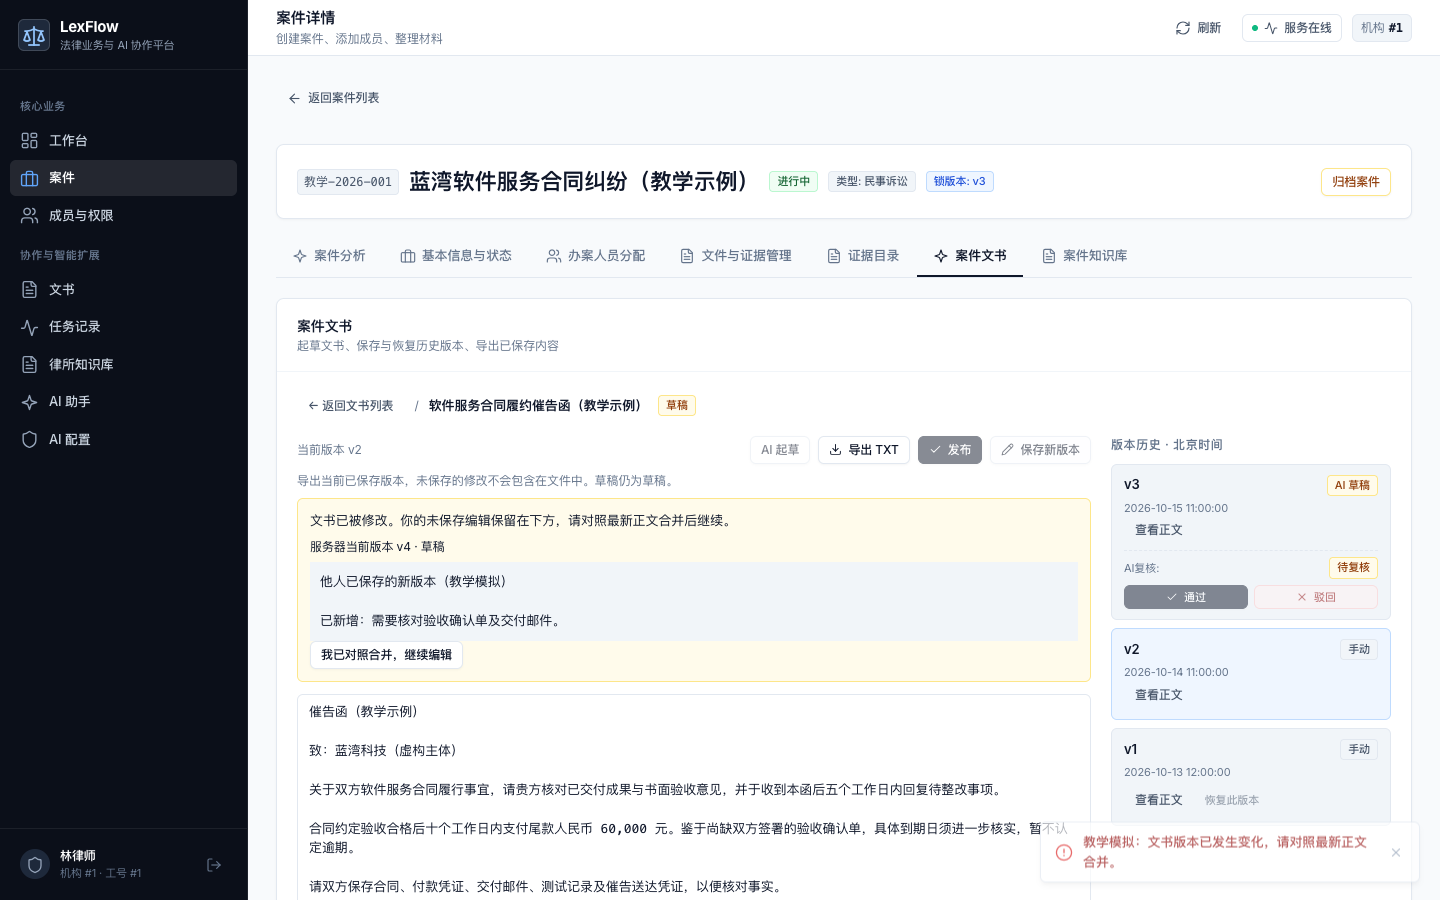 LexFlow
法律业务与 AI 协作平台
核心业务
工作台
案件
成员与权限
协作与智能扩展
文书
任务记录
律所知识库
AI 助手
AI 配置
林律师
机构 #1 · 工号 #1
案件详情
创建案件、添加成员、整理材料
刷新
服务在线
机构 #1
返回案件列表
教学-2026-001
蓝湾软件服务合同纠纷（教学示例）
进行中
类型: 民事诉讼
锁版本: v3
归档案件
案件分析
基本信息与状态
办案人员分配
文件与证据管理
证据目录
案件文书
案件知识库
案件文书
起草文书、保存与恢复历史版本、导出已保存内容
← 返回文书列表 / 软件服务合同履约催告函（教学示例） 草稿
当前版本 v2
AI 起草
导出 TXT
发布
保存新版本
导出当前已保存版本，未保存的修改不会包含在文件中。草稿仍为草稿。
文书已被修改。你的未保存编辑保留在下方，请对照最新正文合并后继续。
服务器当前版本 v4 · 草稿
他人已保存的新版本（教学模拟）
已新增：需要核对验收确认单及交付邮件。
我已对照合并，继续编辑
催告函（教学示例）
致：蓝湾科技（虚构主体）
关于双方软件服务合同履行事宜，请贵方核对已交付成果与书面验收意见，并于收到本函后五个工作日内回复待整改事项。
合同约定验收合格后十个工作日内支付尾款人民币 60,000 元。鉴于尚缺双方签署的验收确认单，具体到期日须进一步核实，暂不认
定逾期。
请双方保存合同、付款凭证、交付邮件、测试记录及催告送达凭证，以便核对事实。
版本历史 · 北京时间
v3
AI 草稿
2026-10-15 11:00:00
查看正文
AI复核:
待复核
通过
驳回
v2
手动
2026-10-14 11:00:00
查看正文
v1
手动
2026-10-13 12:00:00
查看正文
恢复此版本
教学模拟：文书版本已发生变化，请对照最新正文
合并。